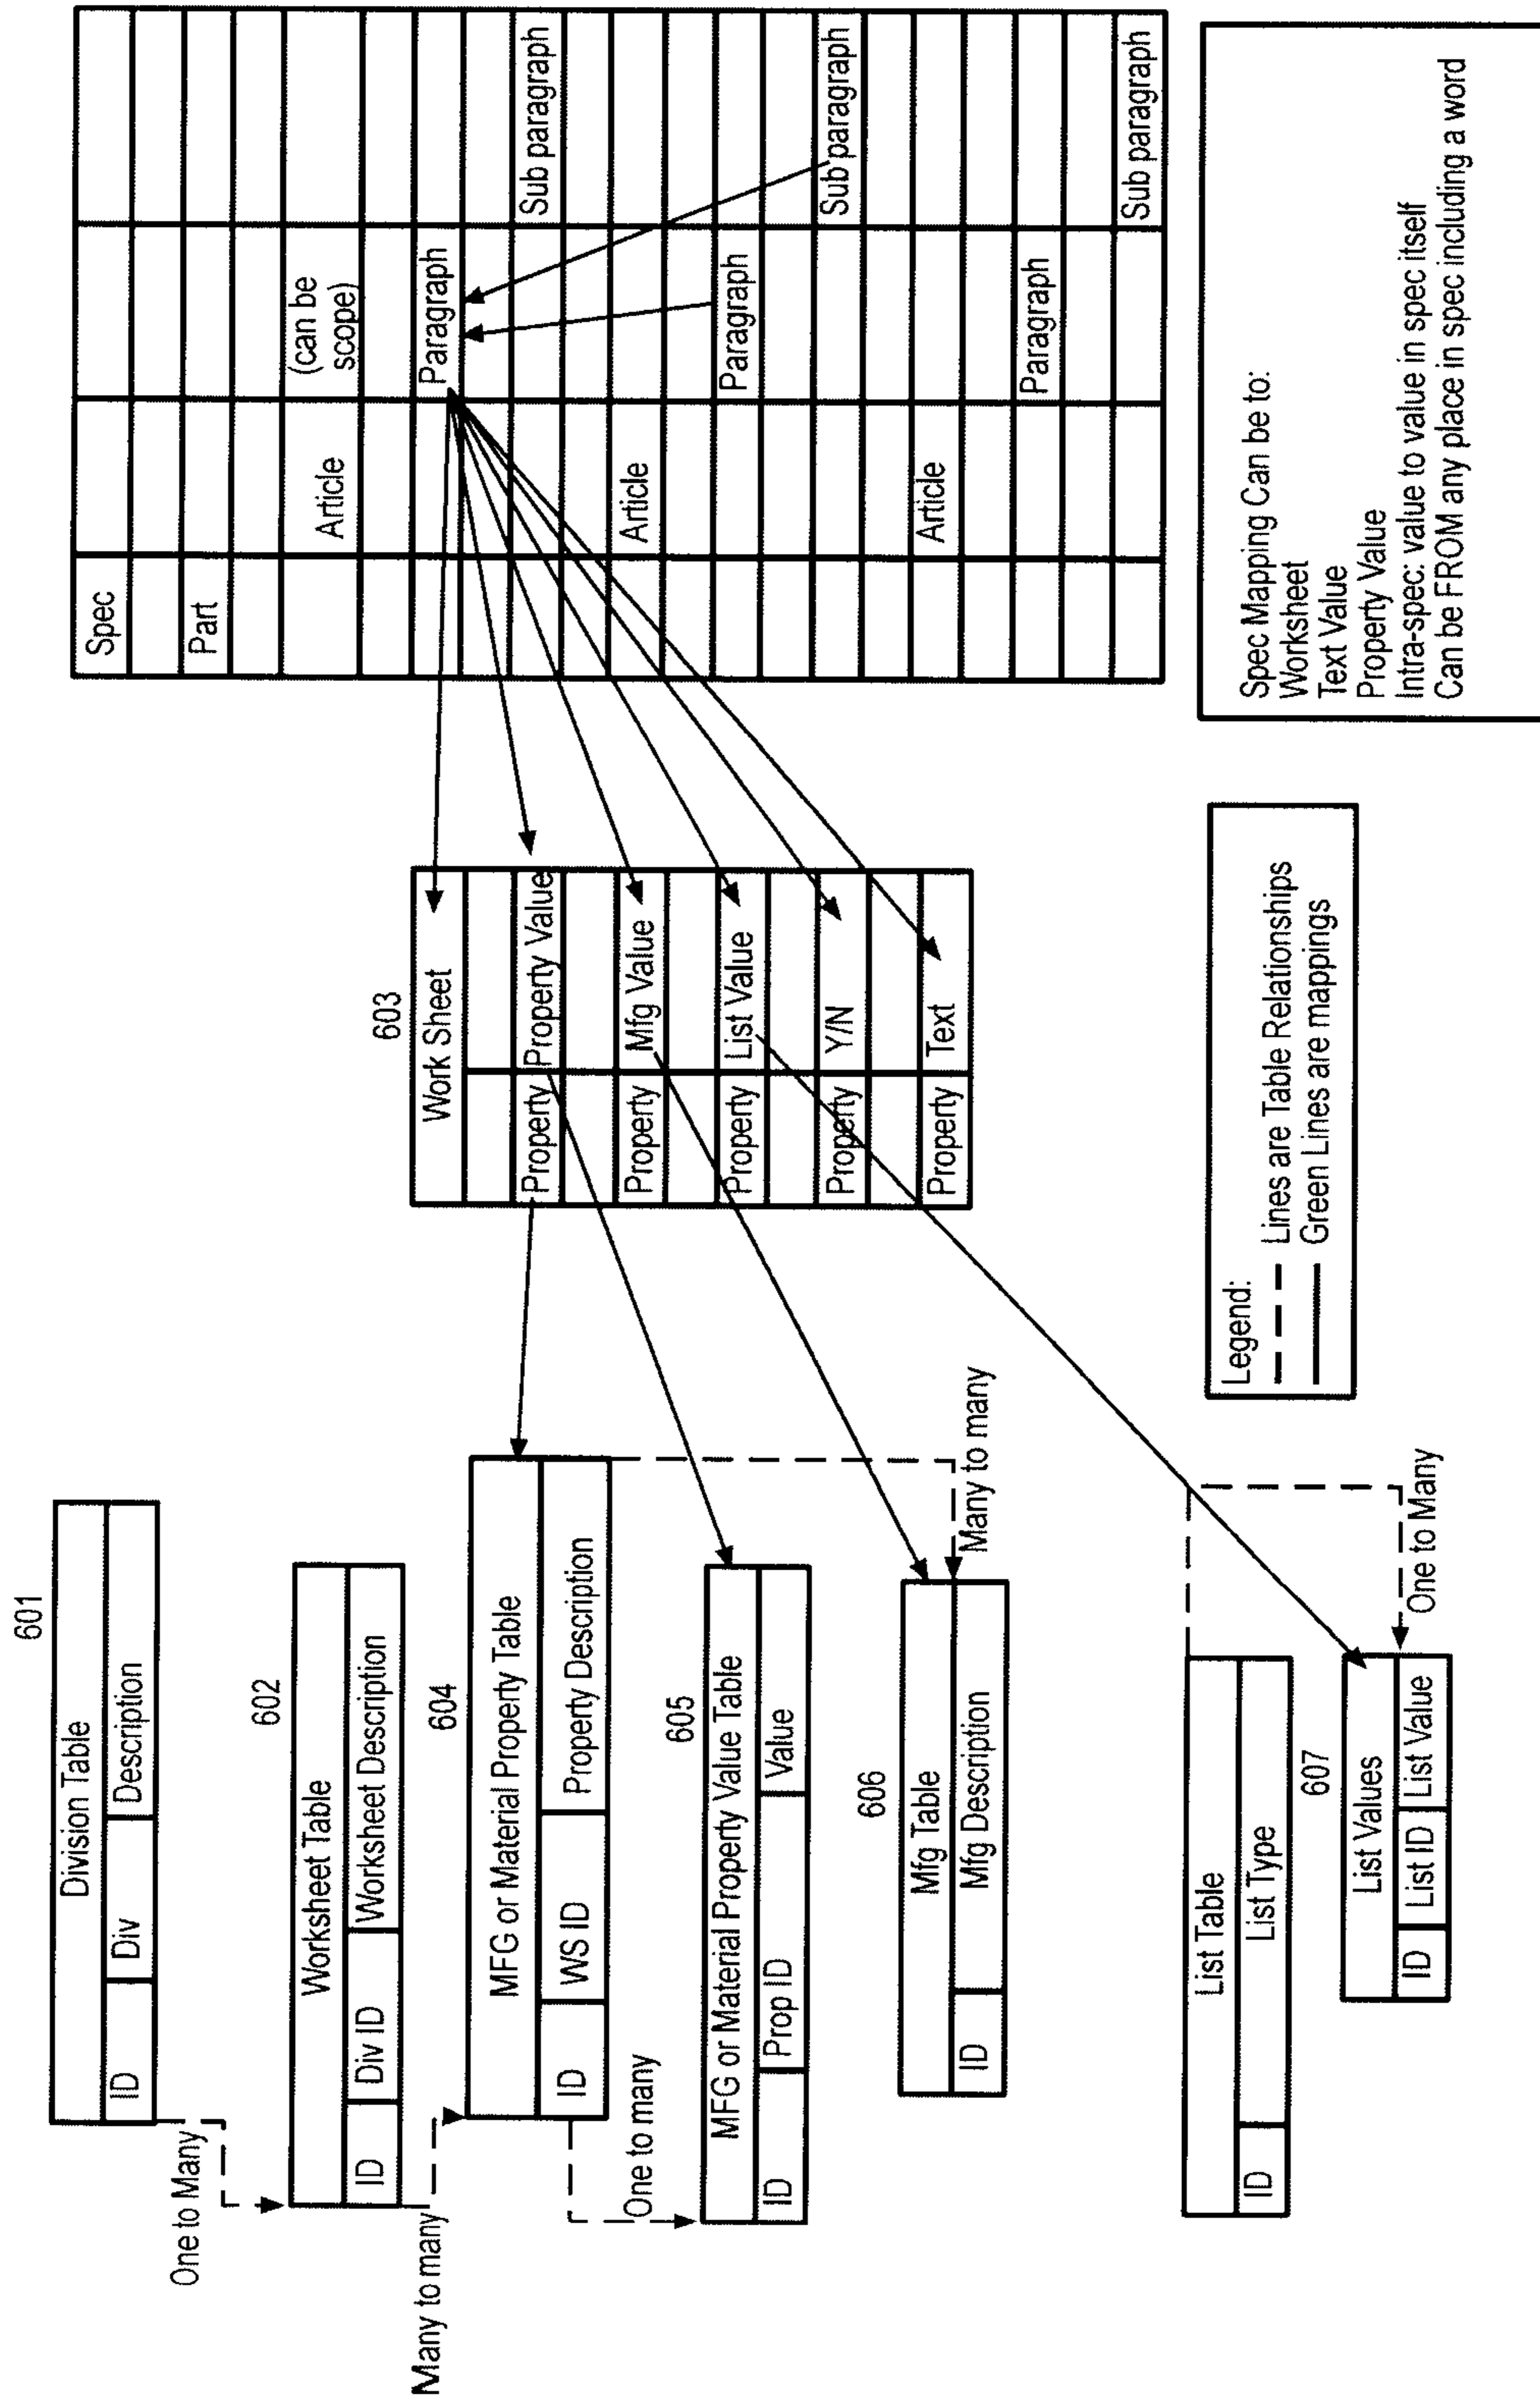 601
Division Table
ID Div Description
One to Many
602
Worksheet Table
ID Div ID Worksheet Description
Many to many
604
MFG or Material Property Table
ID WS ID Property Description
One to many
605
MFG or Material Property Value Table
ID Prop ID Value
606
Mfg Table
ID Mfg Description
Many to many
List Table
ID List Type
607
List Values
ID List ID List Value
One to Many
603
Work Sheet
Property Property Value
Property Mfg Value
Property List Value
Property Y/N
Property Text
Legend:
Lines are Table Relationships
Green Lines are mappings
Spec
Part
Article (can be
scope)
Paragraph
Sub paragraph
Article
Paragraph
Sub paragraph
Article
Paragraph
Sub paragraph
Spec Mapping Can be to:
Worksheet
Text Value
Property Value
Intra-spec: value to value in spec itself
Can be FROM any place in spec including a word